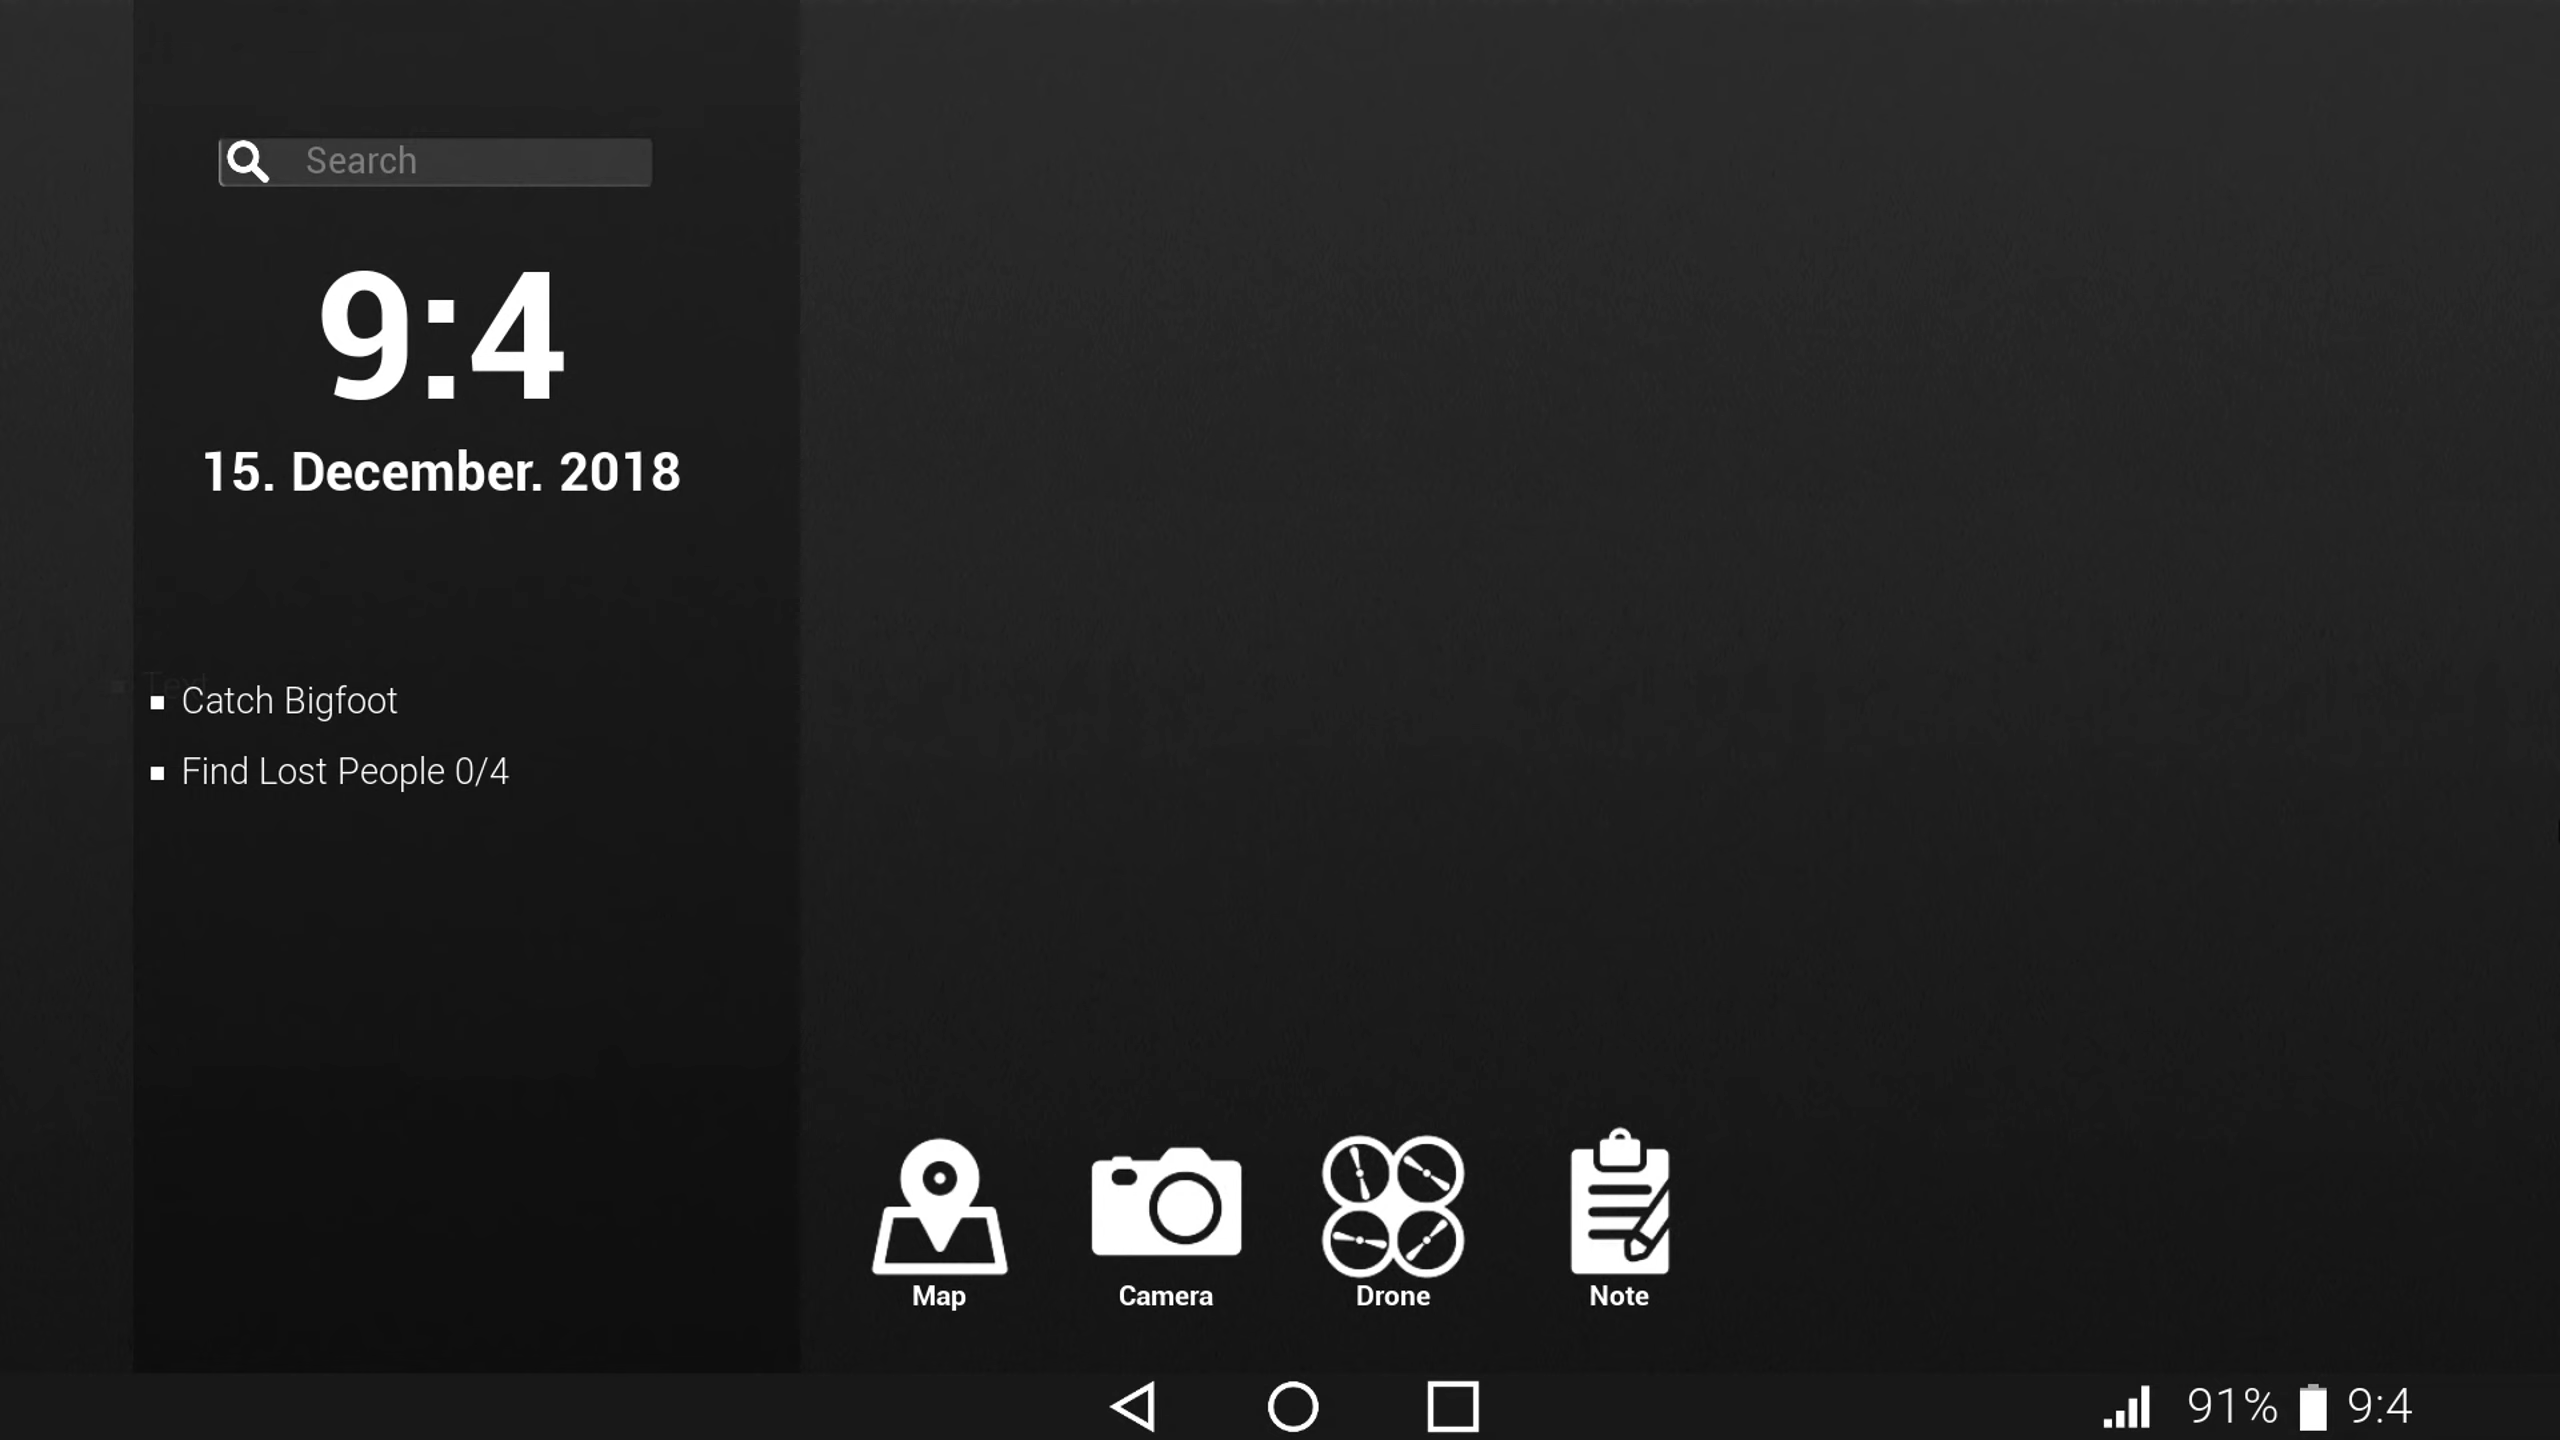 Search
9:4
15. December. 2018
Text
Catch Bigfoot
Find Lost People 0/4
Map
Camera
Drone
Note
91% 9:4